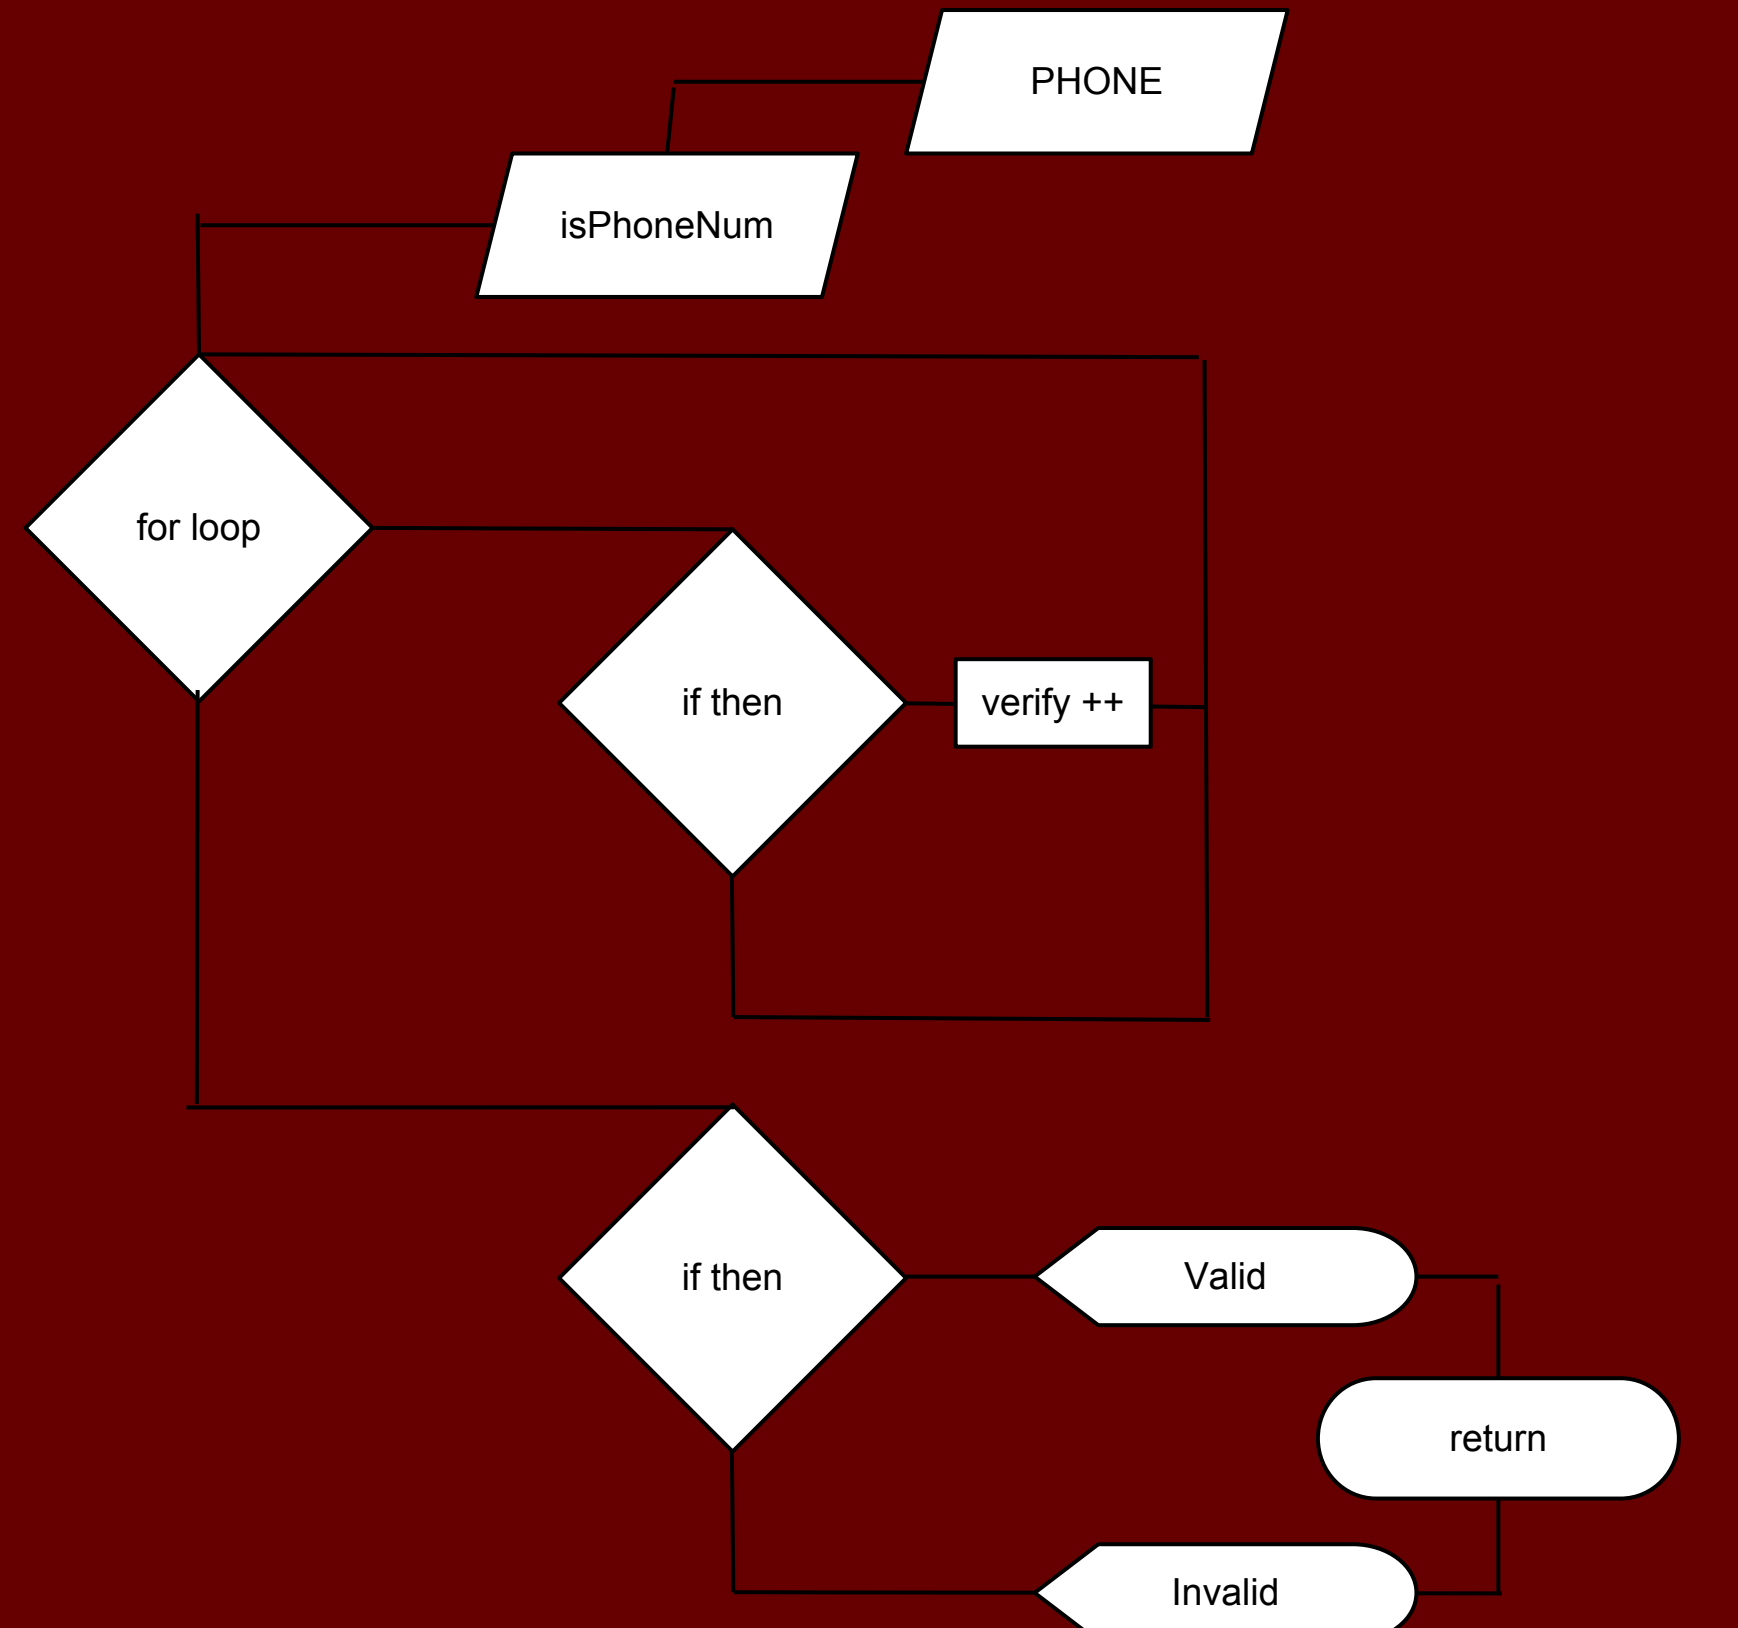 PHONE
isPhoneNum
for loop
if then
verify ++
if then
Valid
return
Invalid